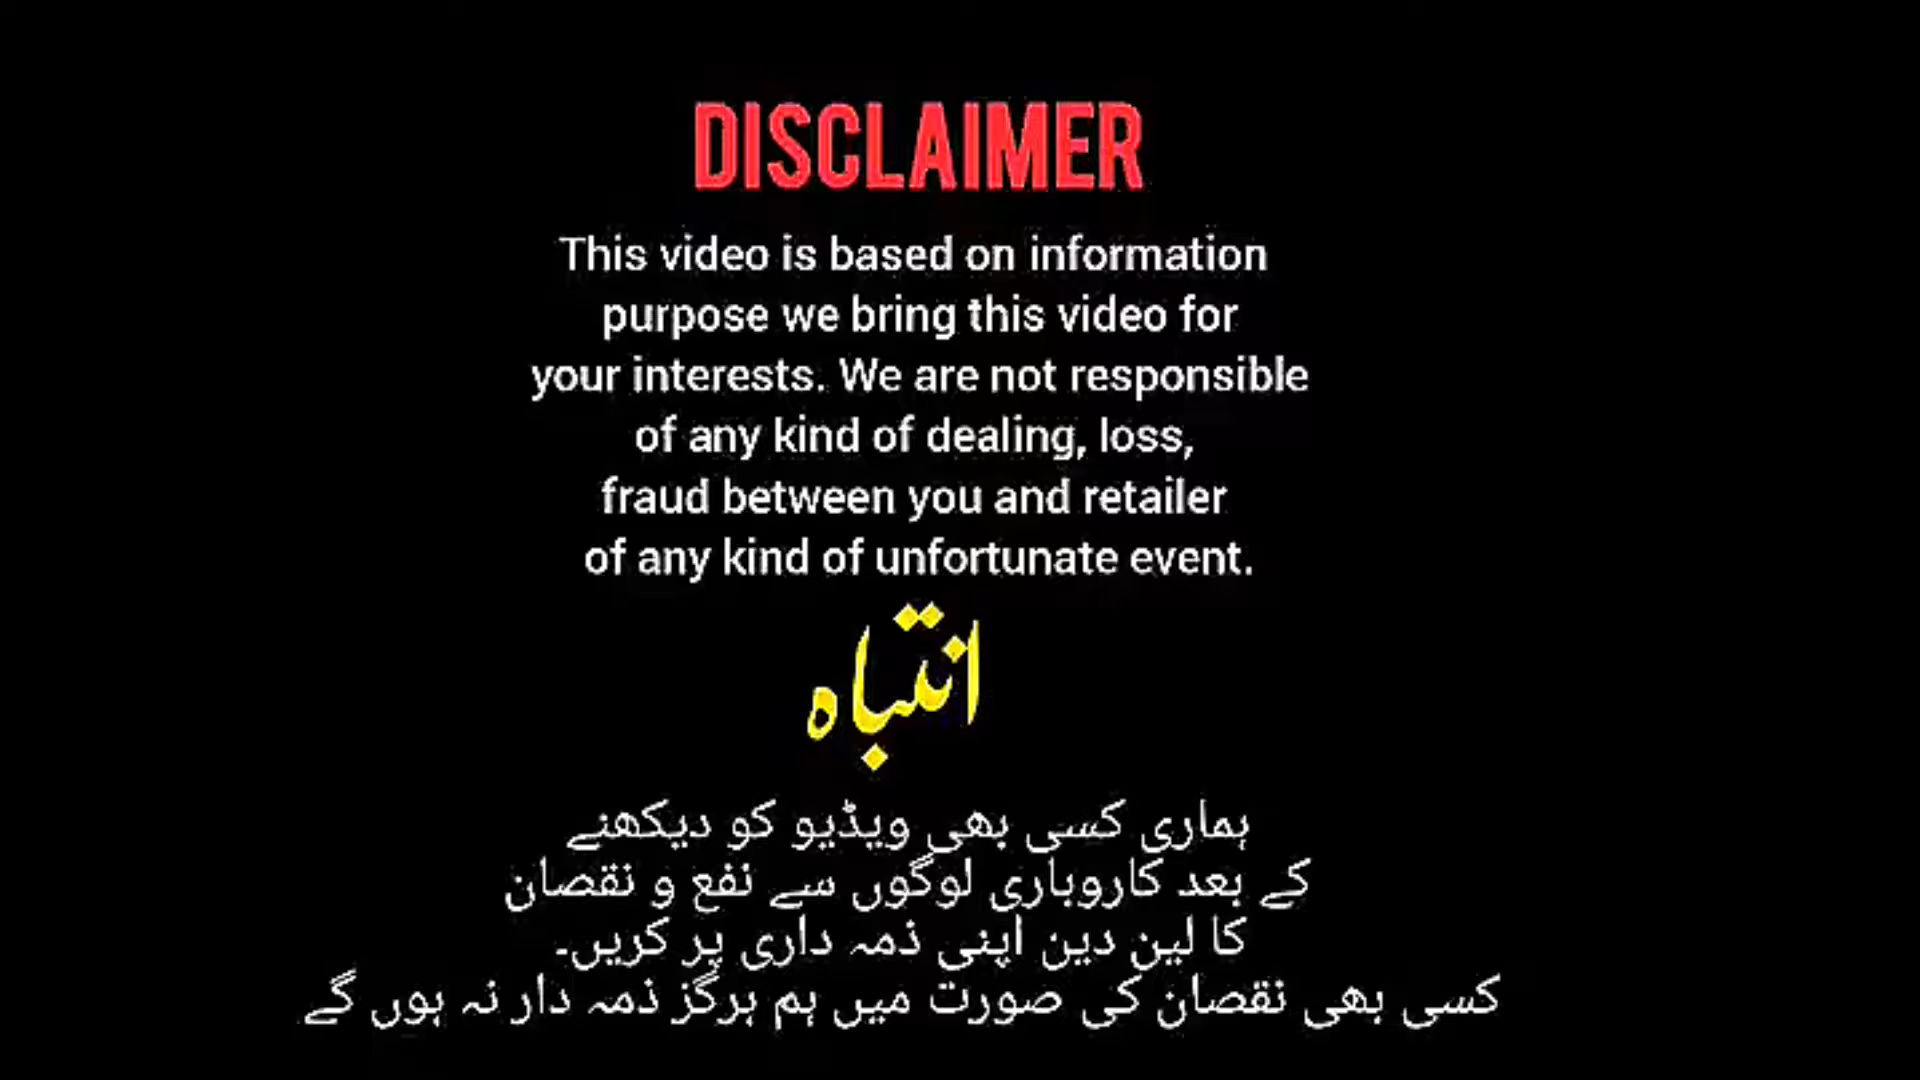 DISCLAIMER
This video is based on information
purpose we bring this video for
your interests. We are not responsible
of any kind of dealing, loss,
fraud between you and retailer
of any kind of unfortunate event.
انتباہ
ہماری کسی بھی ویڈیو کو دیکھنے
کے بعد کاروباری لوگوں سے نفع و نقصان
کا لین دین اپنی ذمہ داری پر کریں۔
کسی بھی نقصان کی صورت میں ہم ہرگز ذمہ دار نہ ہوں گے